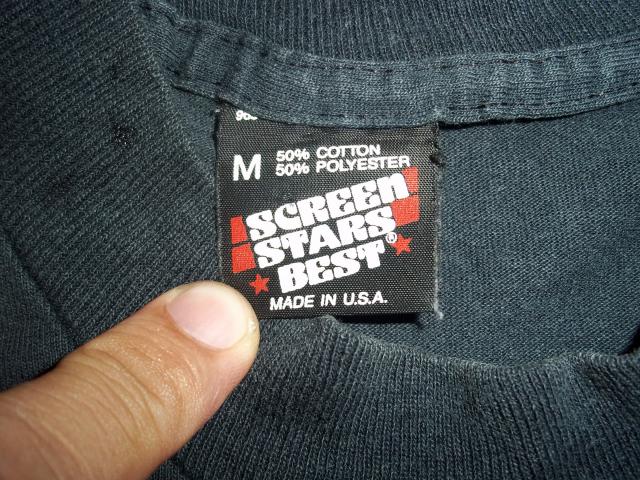 M
50% COTTON
50% POLYESTER
SCREEN
STARS
BEST®
MADE IN U.S.A.